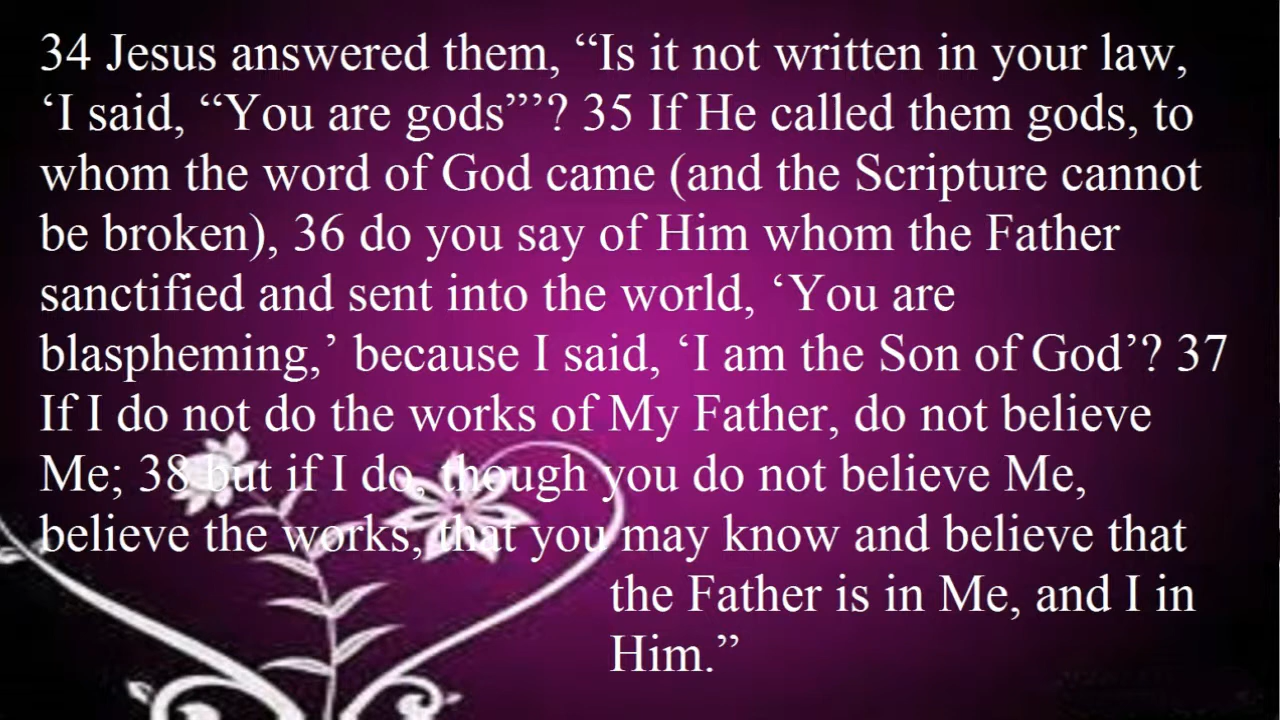 34 Jesus answered them, “Is it not written in your law,
‘I said, “You are gods”’? 35 If He called them gods, to
whom the word of God came (and the Scripture cannot
be broken), 36 do you say of Him whom the Father
sanctified and sent into the world, ‘You are
blaspheming,’ because I said, ‘I am the Son of God’? 37
If I do not do the works of My Father, do not believe
Me; 38 but if I do, though you do not believe Me,
believe the works, that you may know and believe that
the Father is in Me, and I in
Him.”